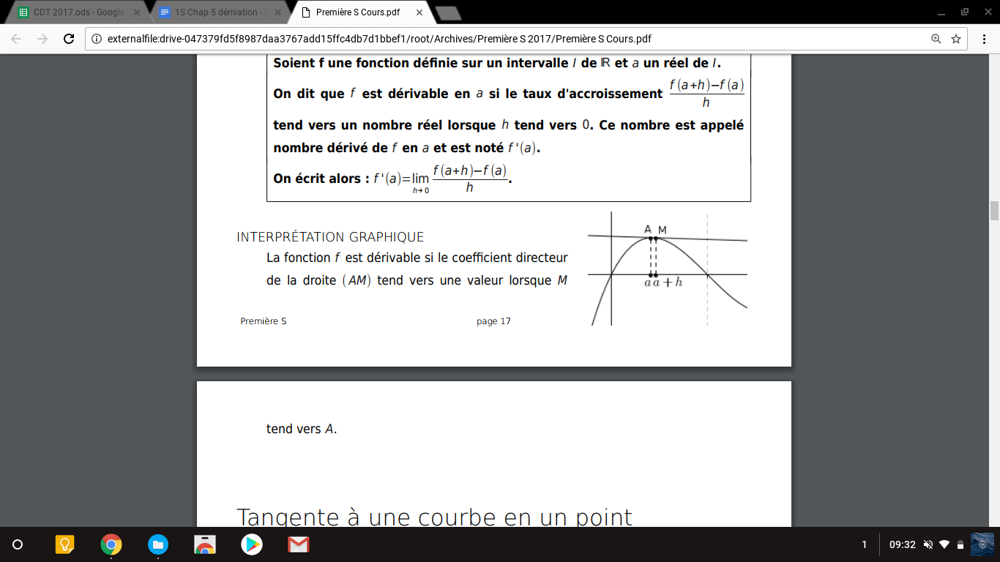 CDT 2017.ods - Google
1S Chap 5 dérivation -
Première S Cours.pdf
externalfile:drive-047379fd5f8987daa3767add15ffc4db7d1bbef1/root/Archives/Première S 2017/Première S Cours.pdf
Soient f une fonction définie sur un intervalle I de ℝ et a un réel de I.
On dit que f est dérivable en a si le taux d'accroissement f(a+h)−f(a)
h
tend vers un nombre réel lorsque h tend vers 0. Ce nombre est appelé
nombre dérivé de f en a et est noté f'(a).
On écrit alors : f'(a)=lim f(a+h)−f(a).
h→0 h
INTERPRÉTATION GRAPHIQUE
La fonction f est dérivable si le coefficient directeur
de la droite (AM) tend vers une valeur lorsque M
A M
a a + h
Première S page 17
tend vers A.
Tangente à une courbe en un point
1 09:32